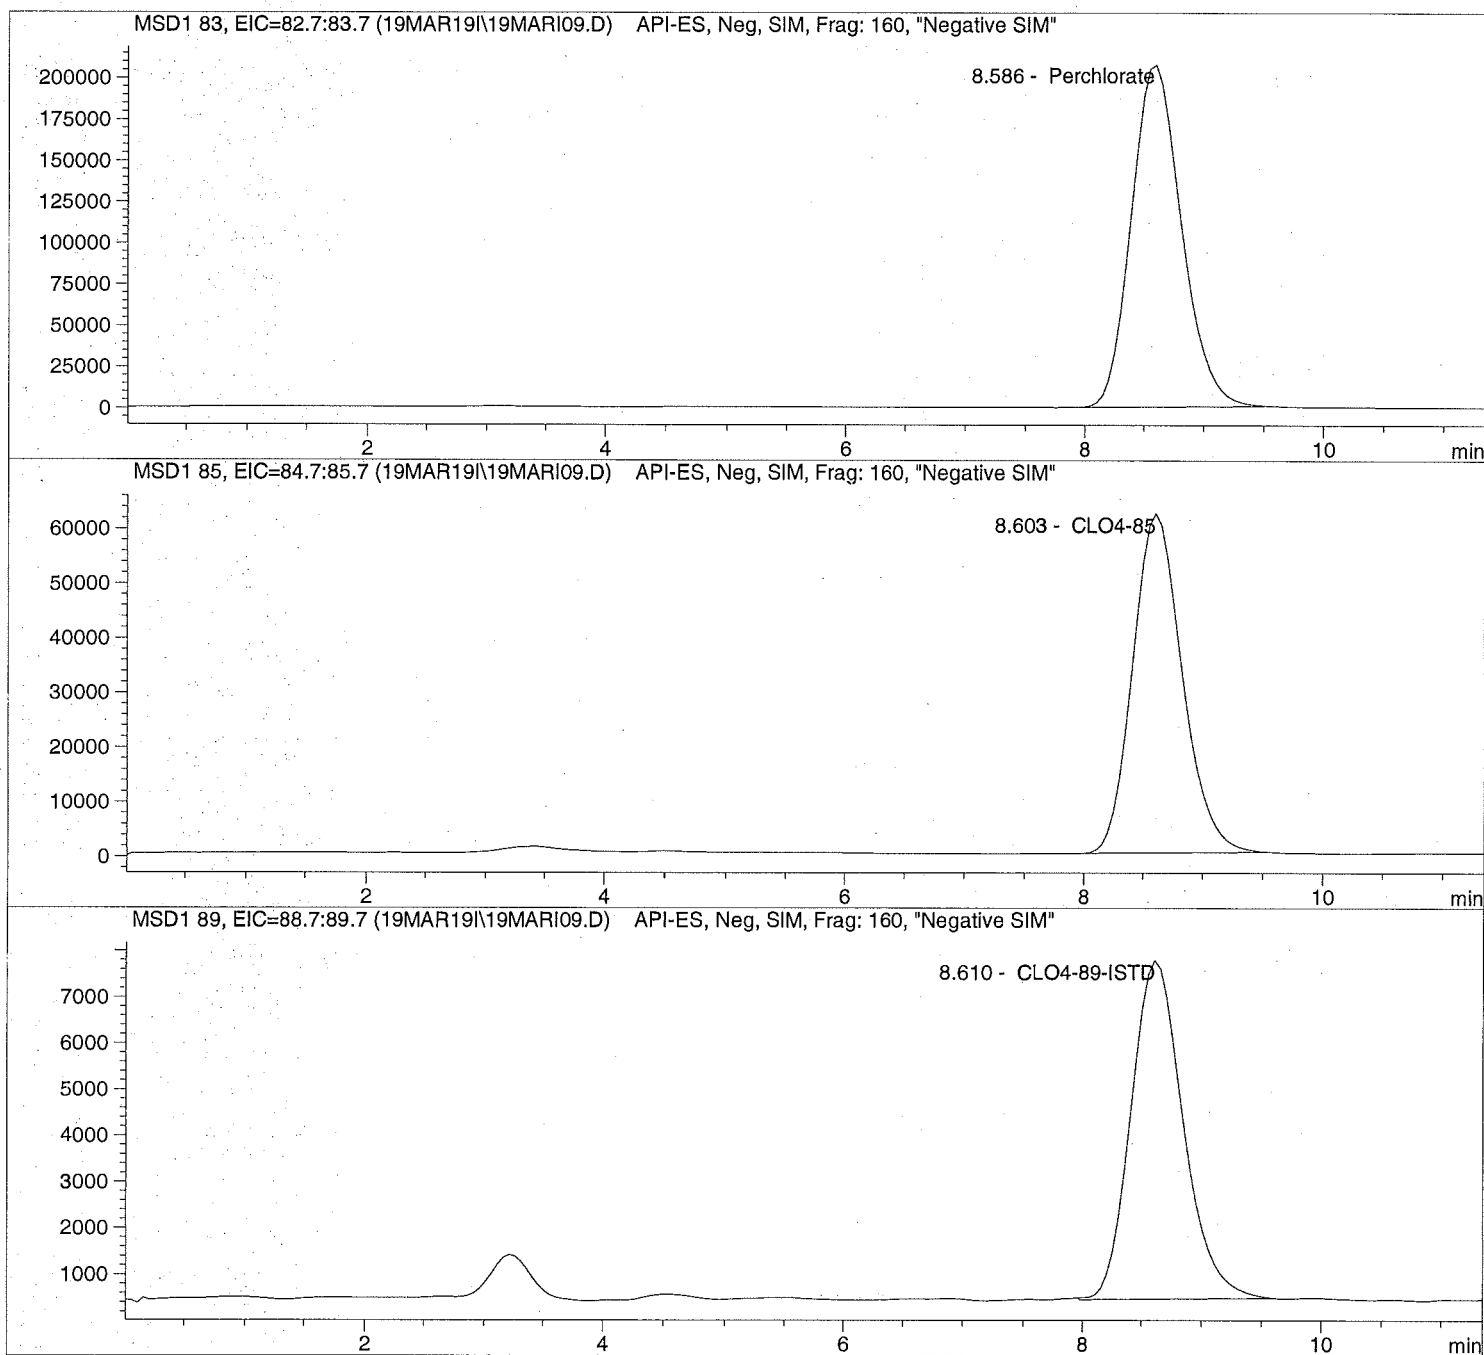 MSD1 83, EIC=82.7:83.7 (19MAR19I\19MARI09.D) API-ES, Neg, SIM, Frag: 160, "Negative SIM"
8.586 - Perchlorate
200000
175000
150000
125000
100000
75000
50000
25000
0
2 4 6 8 10 min
MSD1 85, EIC=84.7:85.7 (19MAR19I\19MARI09.D) API-ES, Neg, SIM, Frag: 160, "Negative SIM"
8.603 - CLO4-85
60000
50000
40000
30000
20000
10000
0
2 4 6 8 10 min
MSD1 89, EIC=88.7:89.7 (19MAR19I\19MARI09.D) API-ES, Neg, SIM, Frag: 160, "Negative SIM"
8.610 - CLO4-89-ISTD
7000
6000
5000
4000
3000
2000
1000
2 4 6 8 10 min